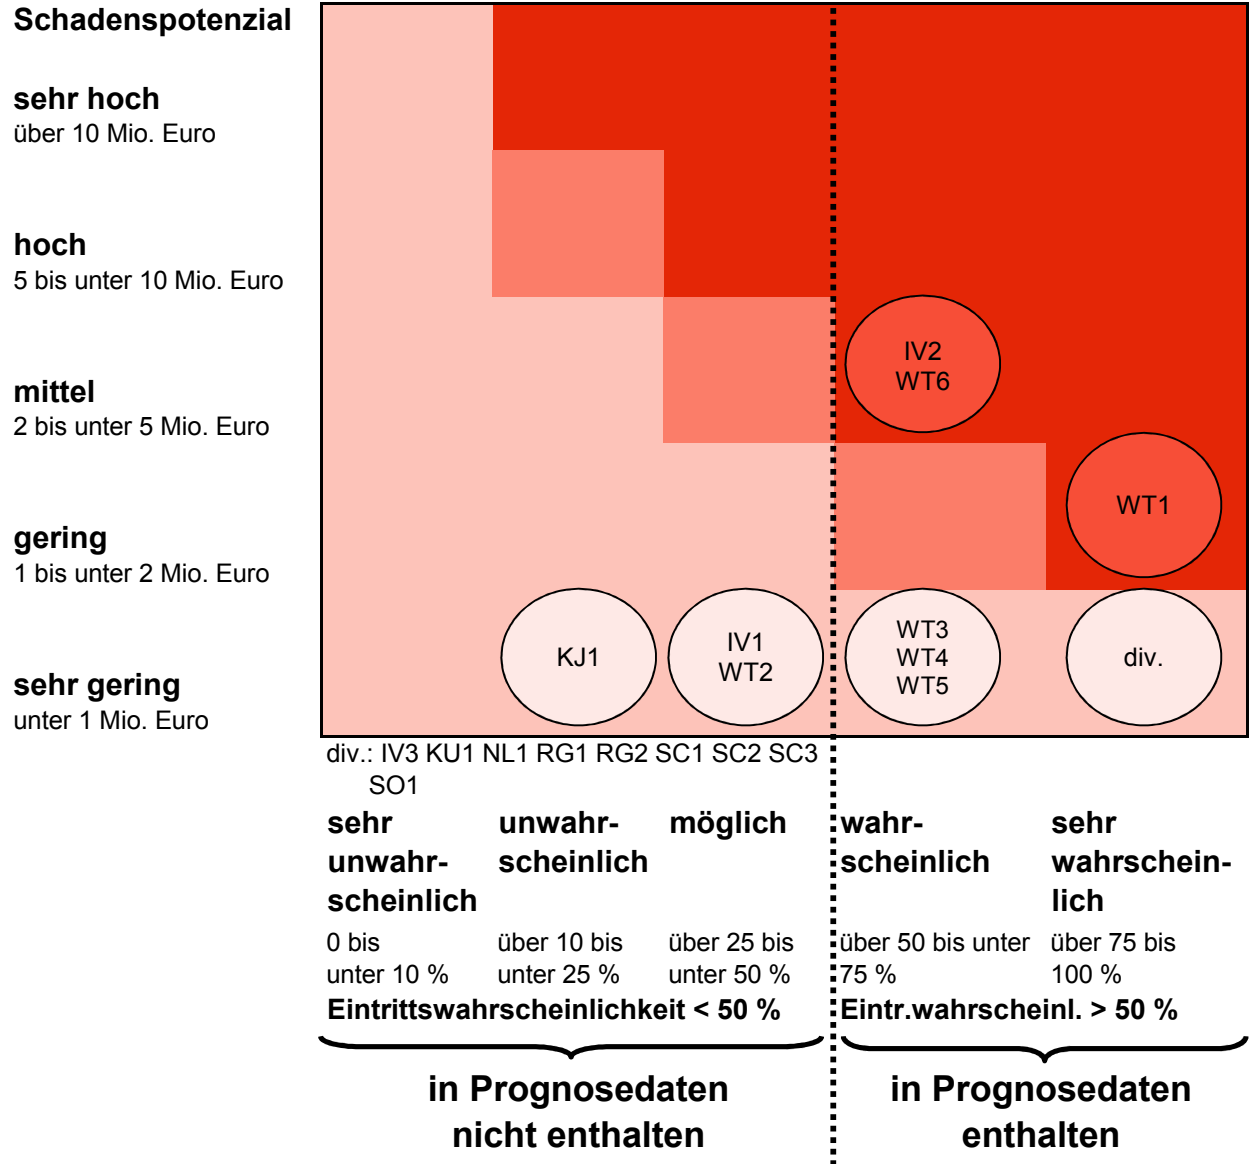 Schadenspotenzial
sehr hoch
über 10 Mio. Euro
hoch
5 bis unter 10 Mio. Euro
IV2
WT6
mittel
2 bis unter 5 Mio. Euro
WT1
gering
1 bis unter 2 Mio. Euro
KJ1
IV1
WT2
WT3
WT4
WT5
div.
sehr gering
unter 1 Mio. Euro
div.: IV3 KU1 NL1 RG1 RG2 SC1 SC2 SC3
SO1
sehr
unwahr-
scheinlich
unwahr-
scheinlich
möglich
wahr-
scheinlich
sehr
wahrschein-
lich
0 bis
unter 10 %
über 10 bis
unter 25 %
über 25 bis
unter 50 %
über 50 bis unter
75 %
über 75 bis
100 %
Eintrittswahrscheinlichkeit < 50 %
Eintr.wahrscheinl. > 50 %
in Prognosedaten
nicht enthalten
in Prognosedaten
enthalten